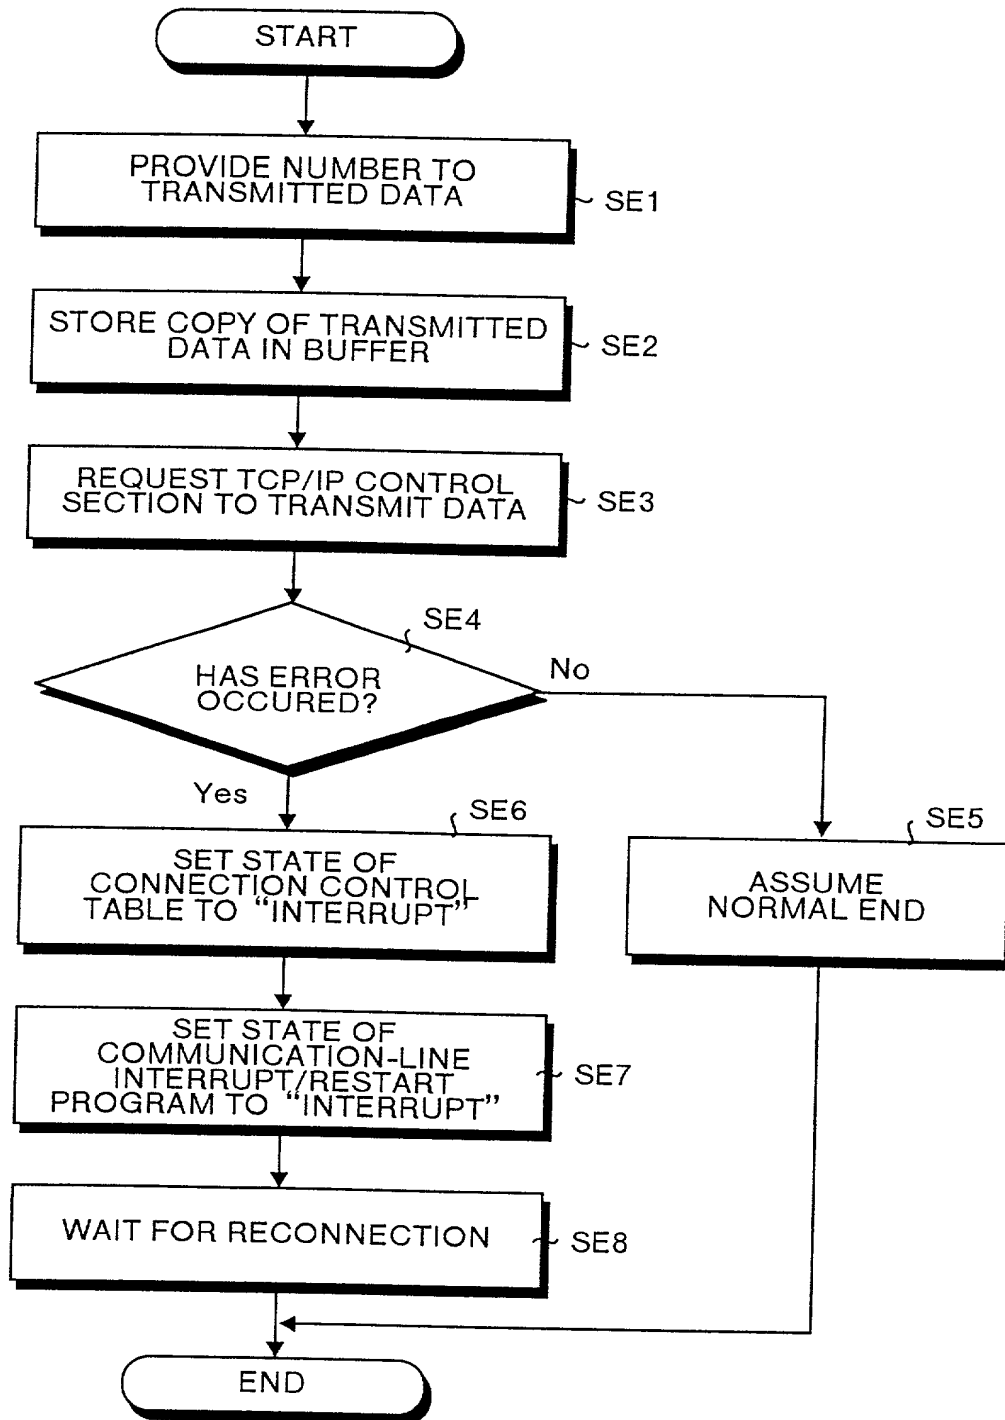 START
PROVIDE NUMBER TO
TRANSMITTED DATA
SE1
STORE COPY OF TRANSMITTED
DATA IN BUFFER
SE2
REQUEST TCP/IP CONTROL
SECTION TO TRANSMIT DATA
SE3
SE4
HAS ERROR
OCCURED?
No
Yes
SE6
SET STATE OF
CONNECTION CONTROL
TABLE TO “INTERRUPT”
SE5
ASSUME
NORMAL END
SET STATE OF
COMMUNICATION-LINE
INTERRUPT/RESTART
PROGRAM TO “INTERRUPT”
SE7
WAIT FOR RECONNECTION
SE8
END